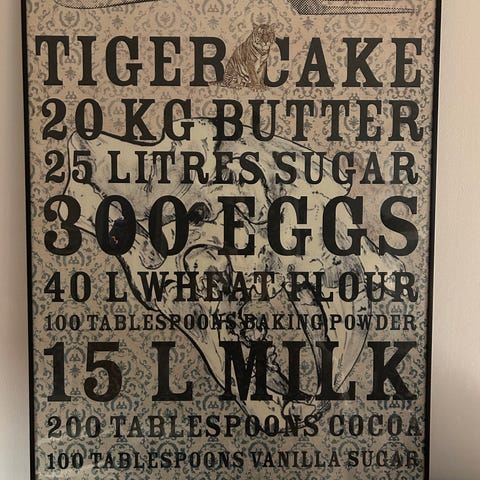 TIGER CAKE
20 KG BUTTER
25 LITRES SUGAR
300 EGGS
40 L WHEAT FLOUR
100 TABLESPOONS BAKING POWDER
15 L MILK
200 TABLESPOONS COCOA
100 TABLESPOONS VANILLA SUGAR